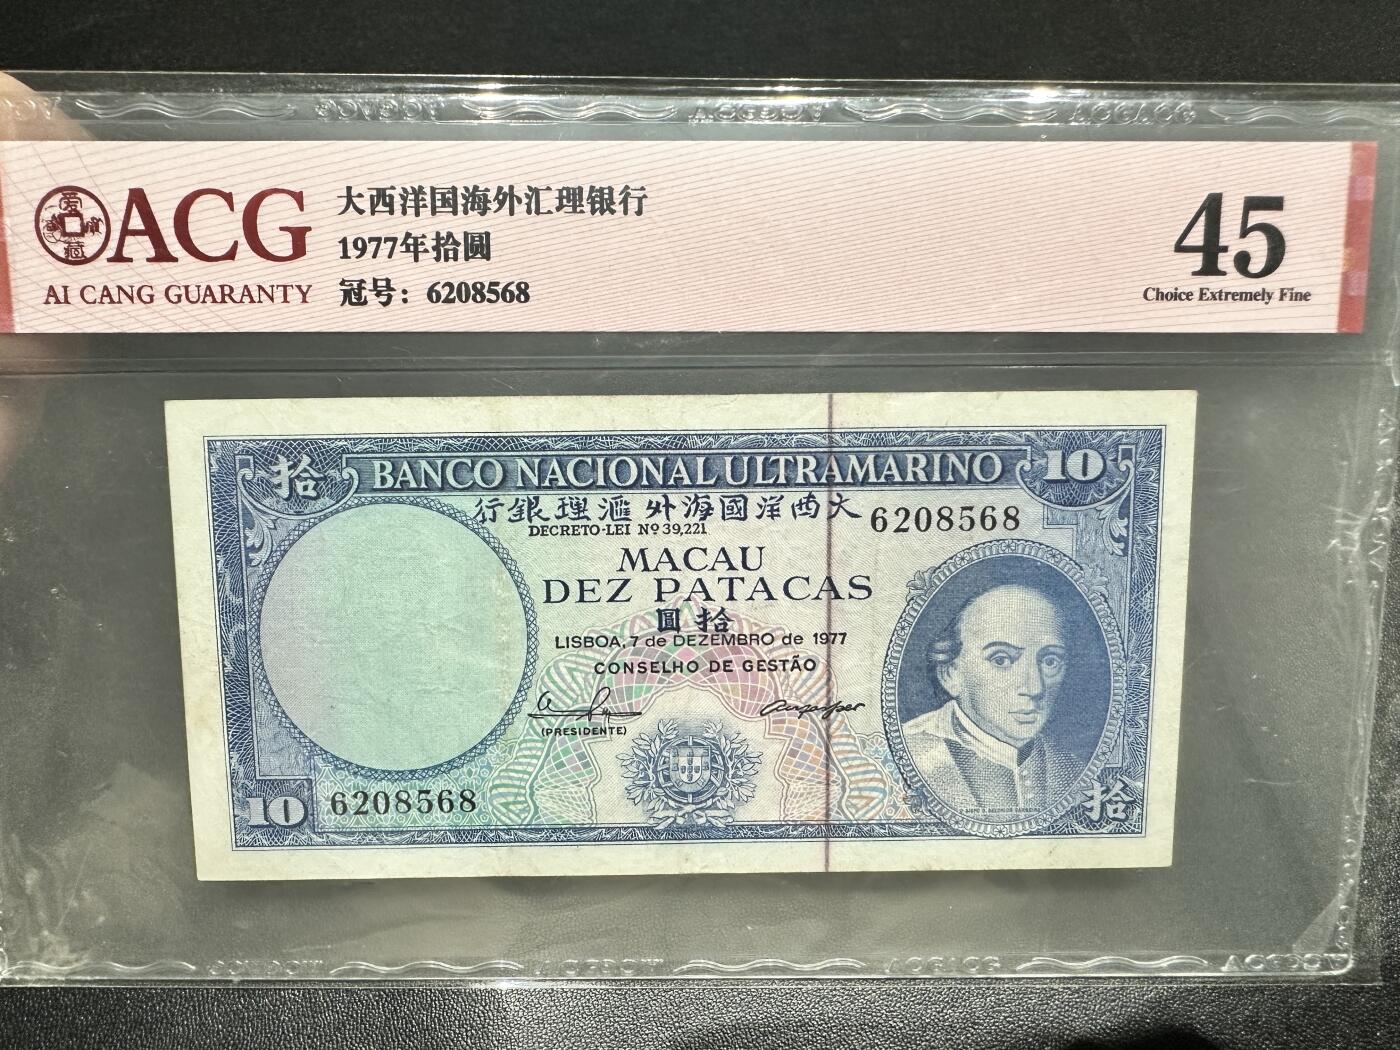 ACG
AI CANG GUARANTY
大西洋国海外汇理银行
1977年拾圆
冠号：6208568
45
Choice Extremely Fine
拾 BANCO NACIONAL ULTRAMARINO 10
行銀理滙外海國洋西大
6208568
DECRETO-LEI Nº 39,221
MACAU
DEZ PATACAS
圓拾
LISBOA, 7 de DEZEMBRO de 1977
CONSELHO DE GESTÃO
(PRESIDENTE)
10 6208568
拾